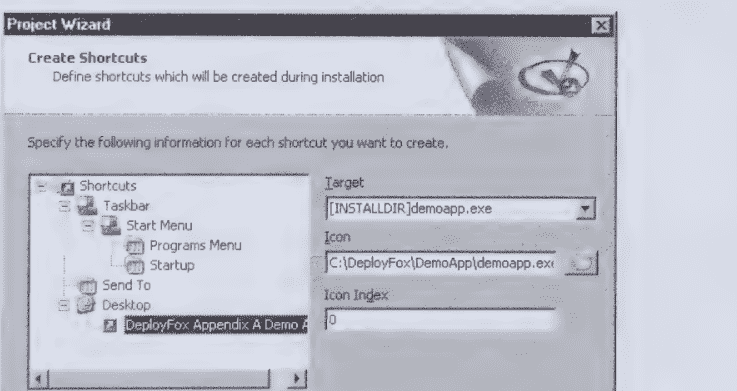 Project Wizard
Create Shortcuts
Define shortcuts which will be created during installation
Specify the following information for each shortcut you want to create.
Shortcuts
Taskbar
Start Menu
Programs Menu
Startup
Send To
Desktop
DeployFox Appendix A Demo A
Target
[INSTALLDIR]demoapp.exe
Icon
C:\DeployFox\DemoApp\demoapp.exe
Icon Index
0